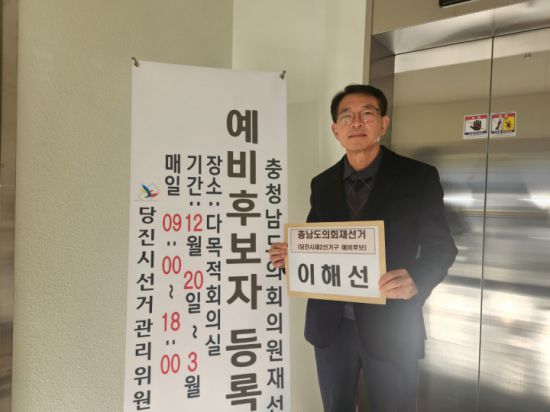 충청남도의회의원재선
예비후보자 등록
장소:다목적회의실
기간:12월 20일~3월
매일 09:00~18:00
당진시선거관리위원
충남도의회재선거
(당진시제2선거구 예비후보)
이해선